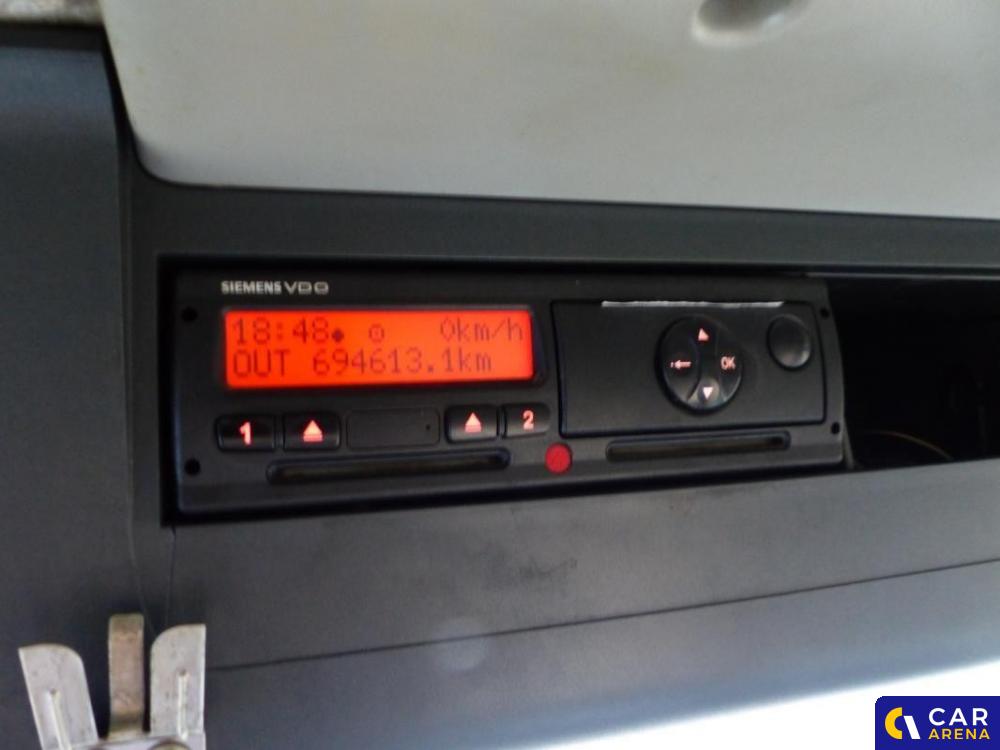 SIEMENS VDO
18:48 0km/h
OUT 694613.1km
1 2
OK
CAR
ARENA